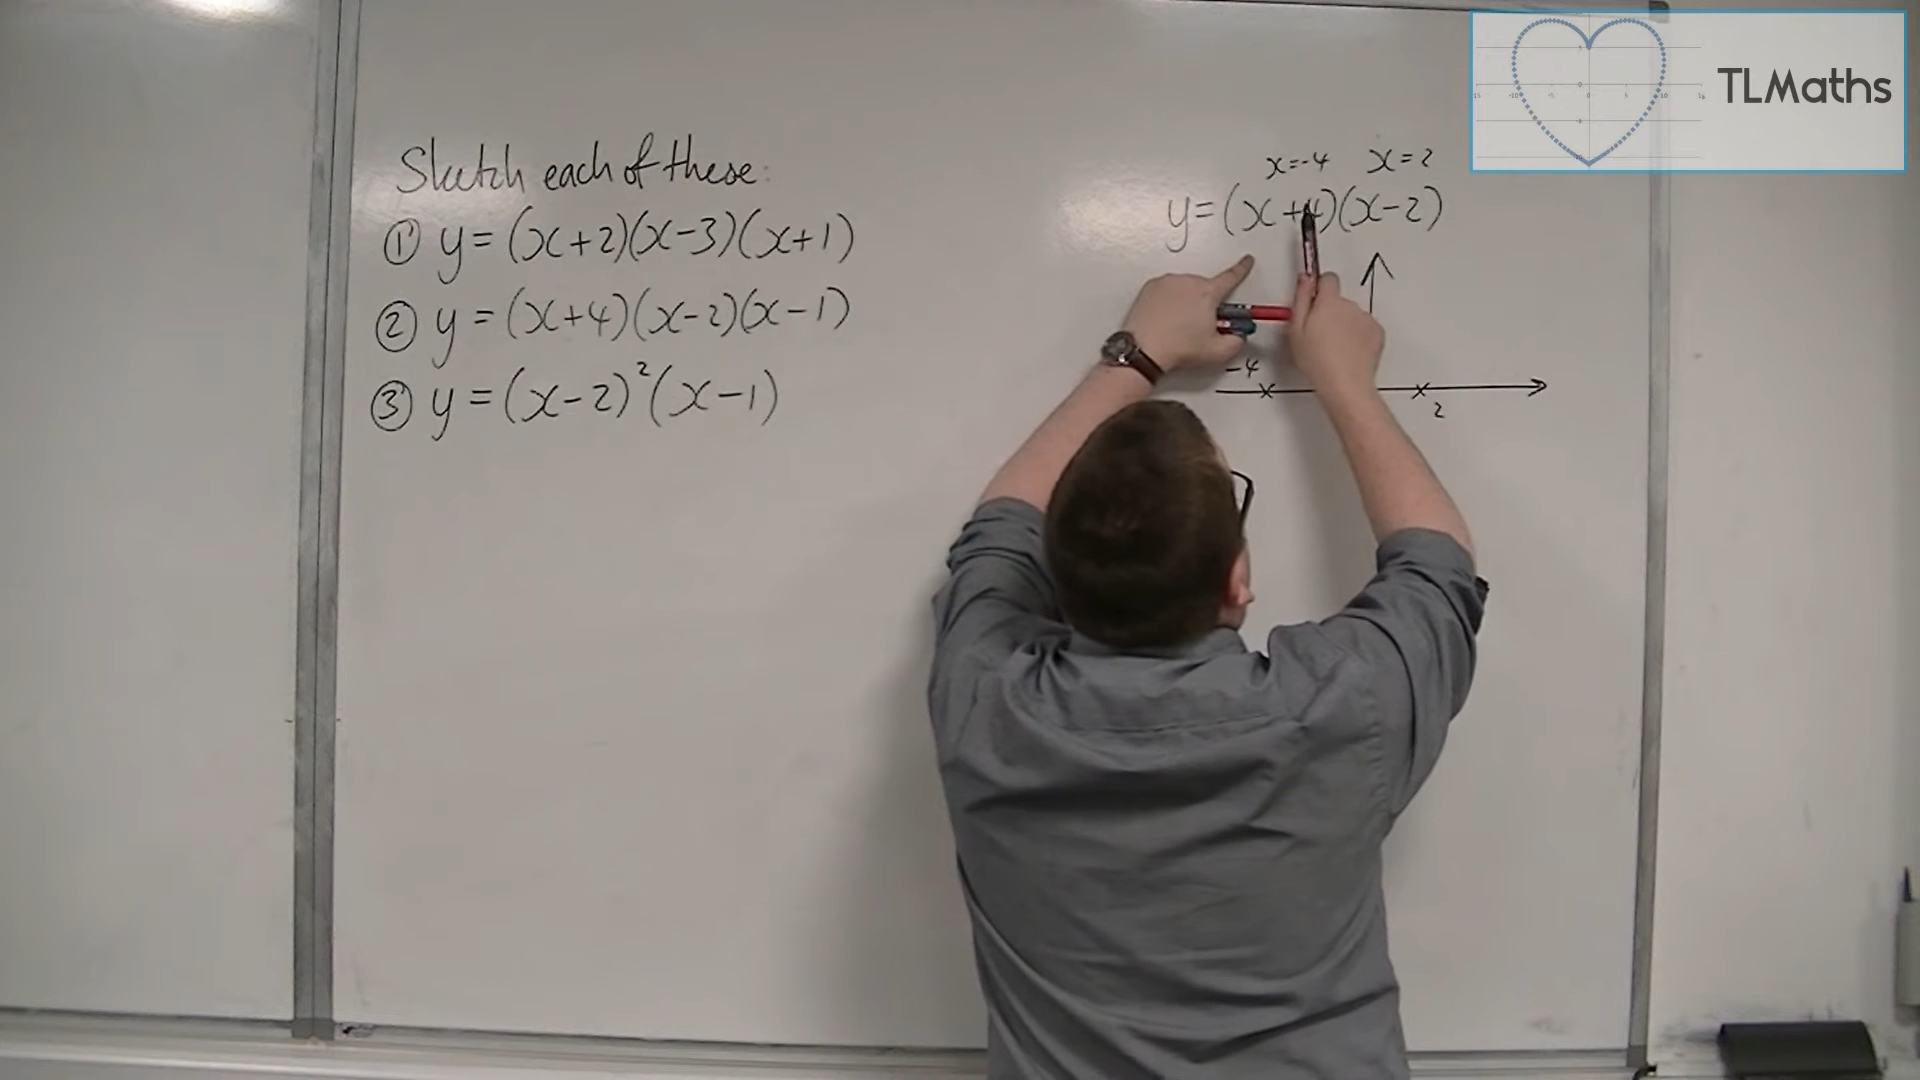 Sketch each of these:
① y = (x+2)(x-3)(x+1)
② y = (x+4)(x-2)(x-1)
③ y = (x-2)²(x-1)
x=-4 x=2
y=(x+4)(x-2)
-4
2
TLMaths